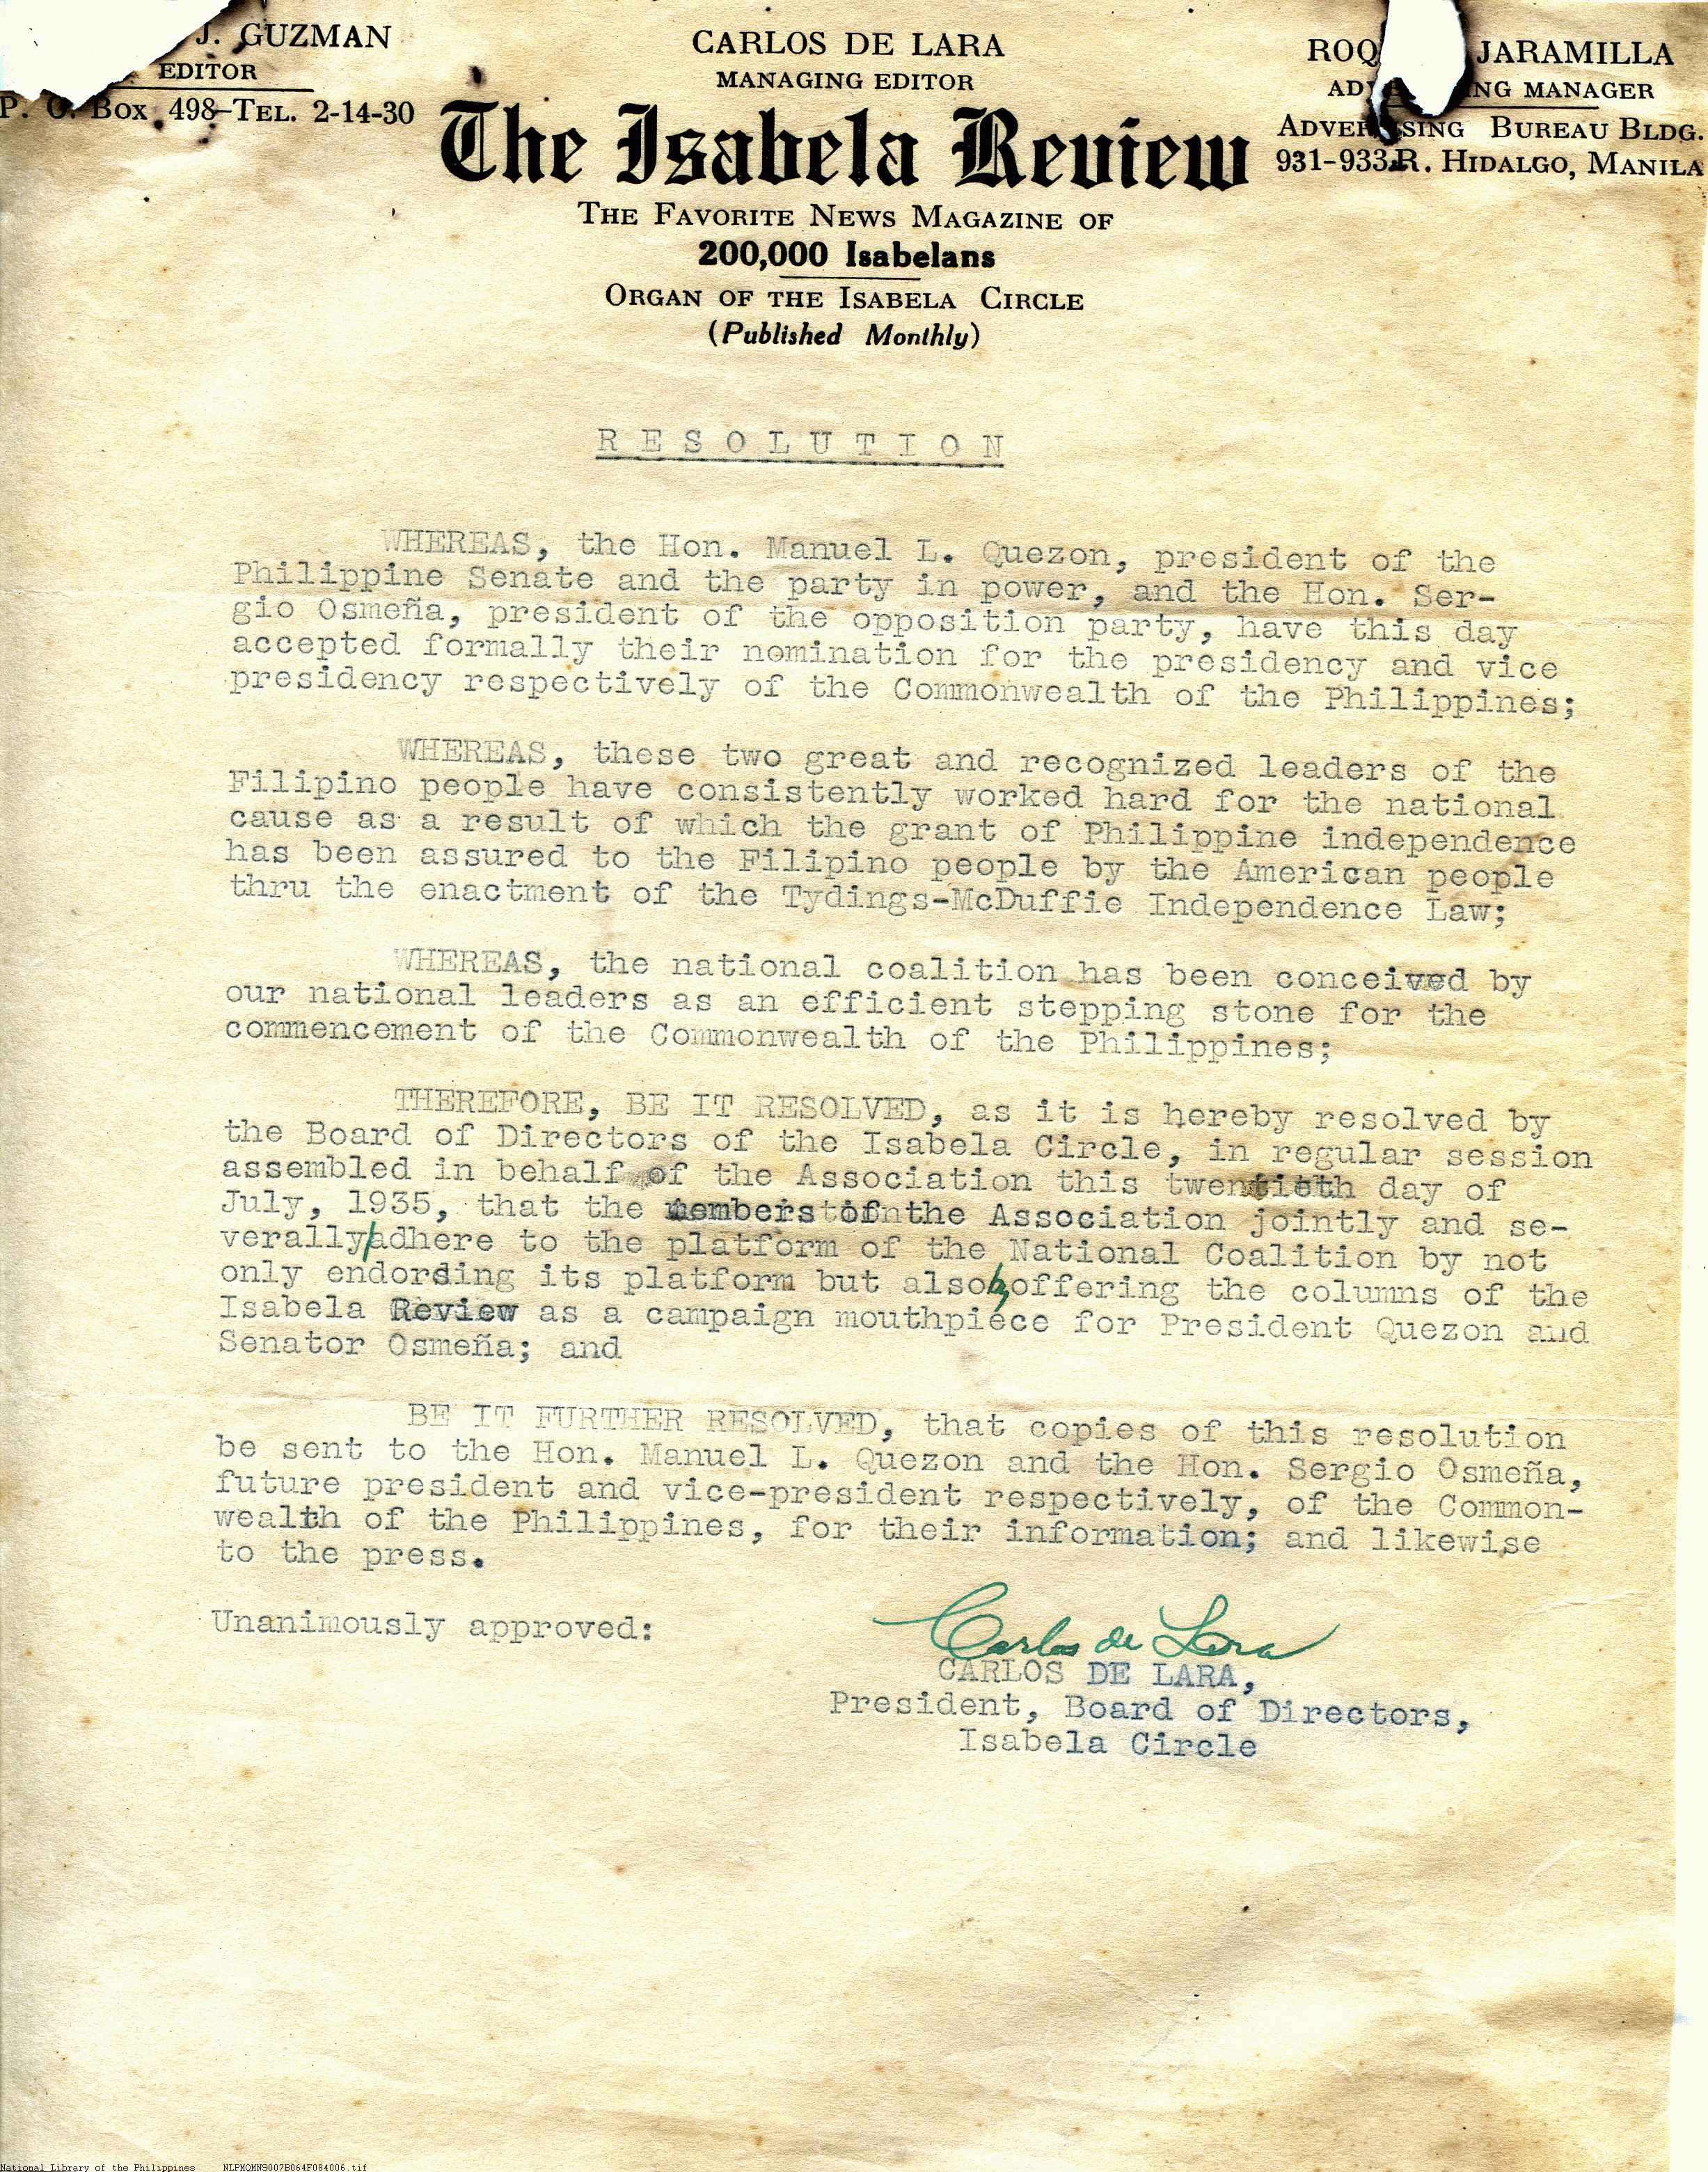 J. GUZMAN
EDITOR
P. O. BOX 498-TEL. 2-14-30
CARLOS DE LARA
MANAGING EDITOR
JARAMILLA
MANAGER
ADVERTISING BUREAU BLDG.
931-933 R. HIDALGO, MANILA
The Isabela Review
THE FAVORITE NEWS MAGAZINE OF
200,000 Isabelans
ORGAN OF THE ISABELA CIRCLE
(Published Monthly)
RESOLUTION
WHEREAS, the Hon. Manuel L. Quezon, president of the
Philippine Senate and the party in power, and the Hon. Ser-
gio Osmeña, president of the opposition party, have this day
accepted formally their nomination for the presidency and vice
presidency respectively of the Commonwealth of the Philippines;
WHEREAS, these two great and recognized leaders of the
Filipino people have consistently worked hard for the national
cause as a result of which the grant of Philippine independence
has been assured to the Filipino people by the American people
thru the enactment of the Tydings-McDuffie Independence Law;
WHEREAS, the national coalition has been conceived by
our national leaders as an efficient stepping stone for the
commencement of the Commonwealth of the Philippines;
THEREFORE, BE IT RESOLVED, as it is hereby resolved by
the Board of Directors of the Isabela Circle, in regular session
assembled in behalf of the Association this twentieth day of
July, 1935, that the members of the Association jointly and se-
verally/adhere to the platform of the National Coalition by not
only endording its platform but also by offering the columns of the
Isabela Review as a campaign mouthpiece for President Quezon and
Senator Osmeña; and
BE IT FURTHER RESOLVED, that copies of this resolution
be sent to the Hon. Manuel L. Quezon and the Hon. Sergio Osmeña,
future president and vice-president respectively, of the Common-
wealth of the Philippines, for their information; and likewise
to the press.
Unanimously approved:
Carlos de Lara
CARLOS DE LARA,
President, Board of Directors,
Isabela Circle
National Library of the Philippines NLPMQMNS007B064F084006.tif